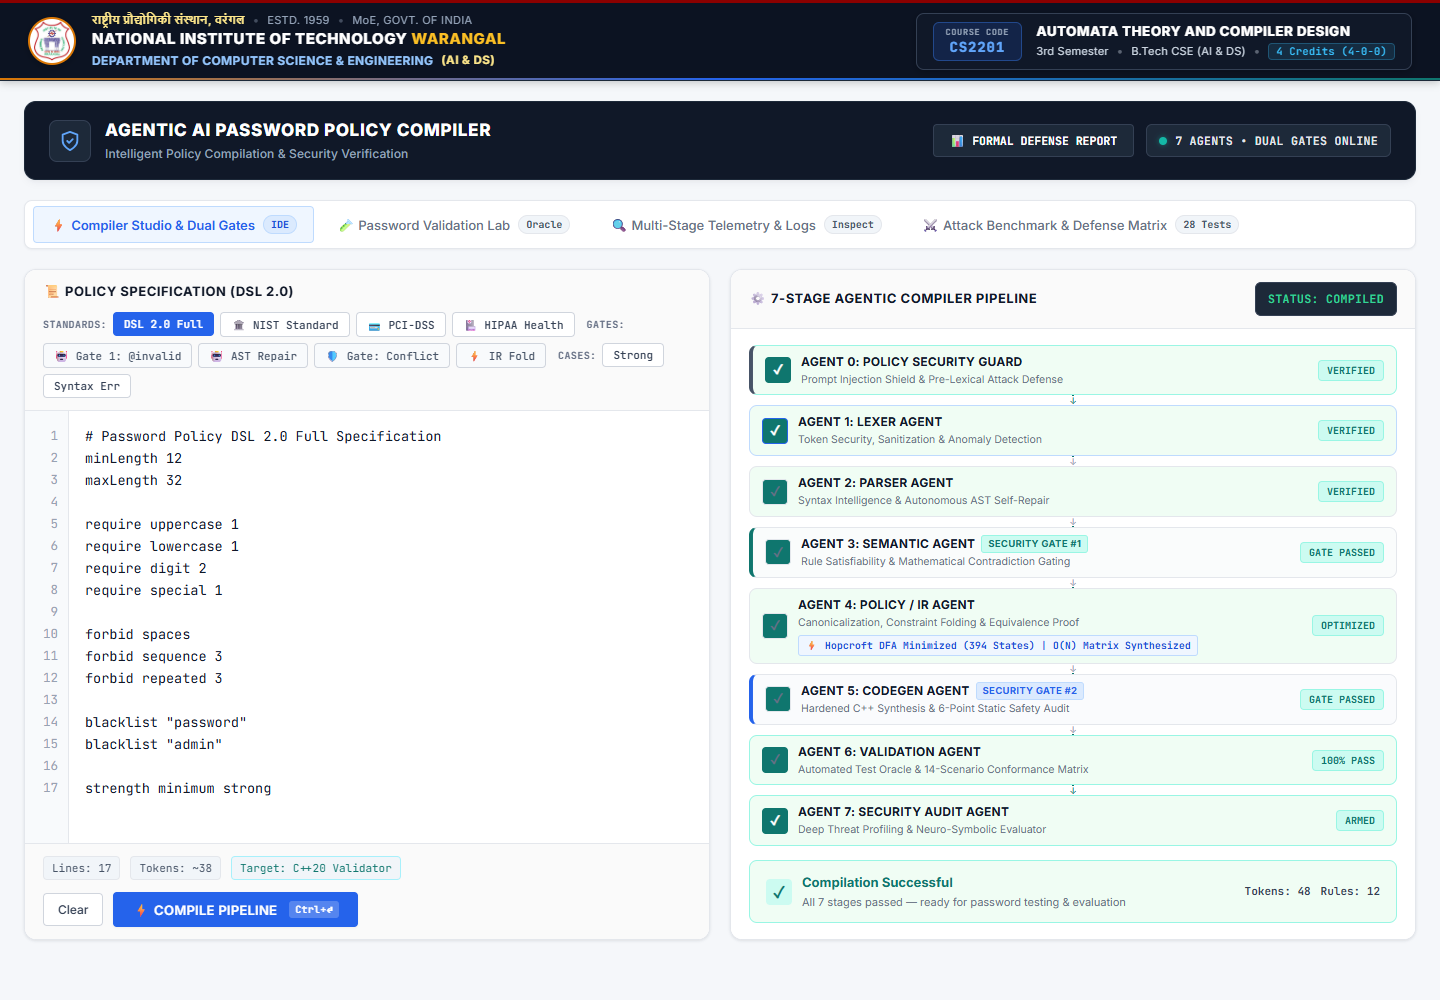 राष्ट्रीय प्रौद्योगिकी संस्थान, वरंगल • ESTD. 1959 • MoE, GOVT. OF INDIA
NATIONAL INSTITUTE OF TECHNOLOGY WARANGAL
DEPARTMENT OF COMPUTER SCIENCE & ENGINEERING (AI & DS)
COURSE CODE
CS2201
AUTOMATA THEORY AND COMPILER DESIGN
3rd Semester • B.Tech CSE (AI & DS) • 4 Credits (4-0-0)
AGENTIC AI PASSWORD POLICY COMPILER
Intelligent Policy Compilation & Security Verification
FORMAL DEFENSE REPORT
7 AGENTS • DUAL GATES ONLINE
Compiler Studio & Dual Gates IDE
Password Validation Lab Oracle
Multi-Stage Telemetry & Logs Inspect
Attack Benchmark & Defense Matrix 28 Tests
POLICY SPECIFICATION (DSL 2.0)
STANDARDS: DSL 2.0 Full NIST Standard PCI-DSS HIPAA Health GATES:
Gate 1: @invalid AST Repair Gate: Conflict IR Fold CASES: Strong
Syntax Err
1 # Password Policy DSL 2.0 Full Specification
2 minLength 12
3 maxLength 32
4
5 require uppercase 1
6 require lowercase 1
7 require digit 2
8 require special 1
9
10 forbid spaces
11 forbid sequence 3
12 forbid repeated 3
13
14 blacklist "password"
15 blacklist "admin"
16
17 strength minimum strong
Lines: 17 Tokens: ~38 Target: C++20 Validator
Clear COMPILE PIPELINE Ctrl+↵
7-STAGE AGENTIC COMPILER PIPELINE
STATUS: COMPILED
AGENT 0: POLICY SECURITY GUARD
Prompt Injection Shield & Pre-Lexical Attack Defense
VERIFIED
↓
AGENT 1: LEXER AGENT
Token Security, Sanitization & Anomaly Detection
VERIFIED
↓
AGENT 2: PARSER AGENT
Syntax Intelligence & Autonomous AST Self-Repair
VERIFIED
↓
AGENT 3: SEMANTIC AGENT SECURITY GATE #1
Rule Satisfiability & Mathematical Contradiction Gating
GATE PASSED
↓
AGENT 4: POLICY / IR AGENT
Canonicalization, Constraint Folding & Equivalence Proof
Hopcroft DFA Minimized (394 States) | O(N) Matrix Synthesized
OPTIMIZED
↓
AGENT 5: CODEGEN AGENT SECURITY GATE #2
Hardened C++ Synthesis & 6-Point Static Safety Audit
GATE PASSED
↓
AGENT 6: VALIDATION AGENT
Automated Test Oracle & 14-Scenario Conformance Matrix
100% PASS
↓
AGENT 7: SECURITY AUDIT AGENT
Deep Threat Profiling & Neuro-Symbolic Evaluator
ARMED
Compilation Successful
All 7 stages passed — ready for password testing & evaluation
Tokens: 48 Rules: 12